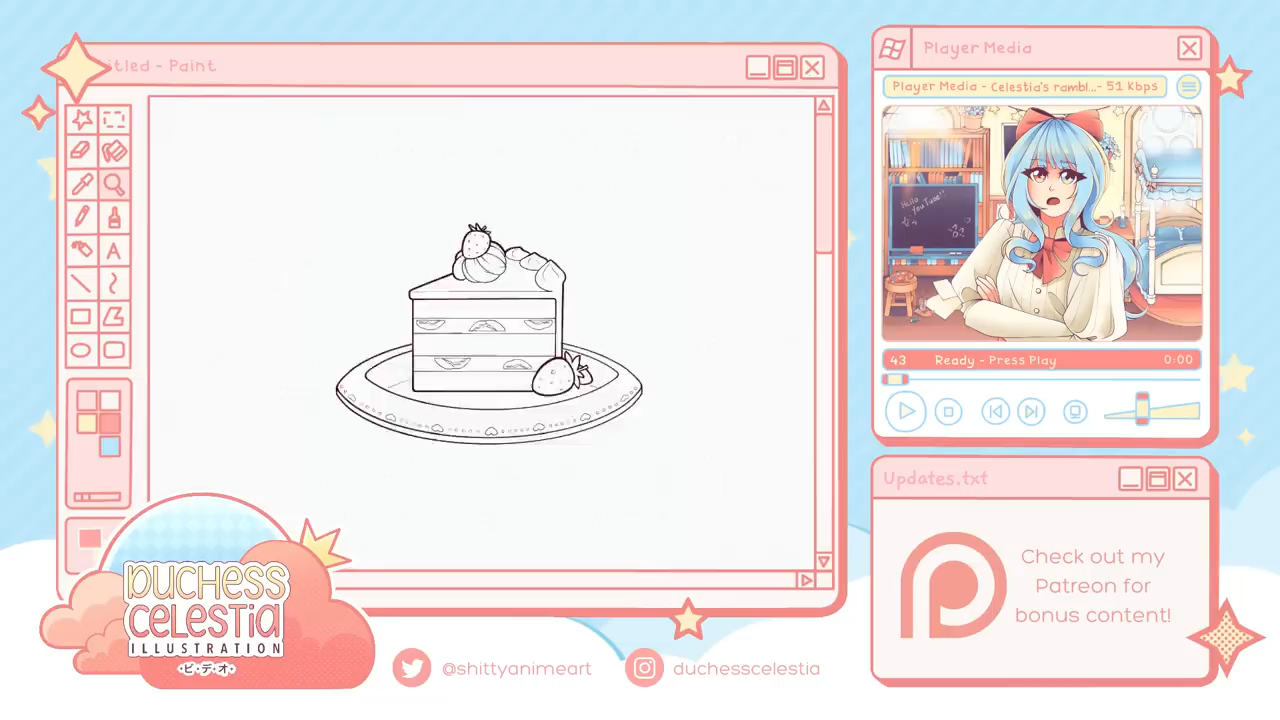 titled - Paint
A
DUCHESS
CELESTIA
ILLUSTRATION
·ビ·デ·オ·
@shittyanimeart
duchesscelestia
Player Media
Player Media - Celestia's rambl...- 51 Kbps
Hello
YouTube!
43 Ready - Press Play 0:00
Updates.txt
Check out my
Patreon for
bonus content!